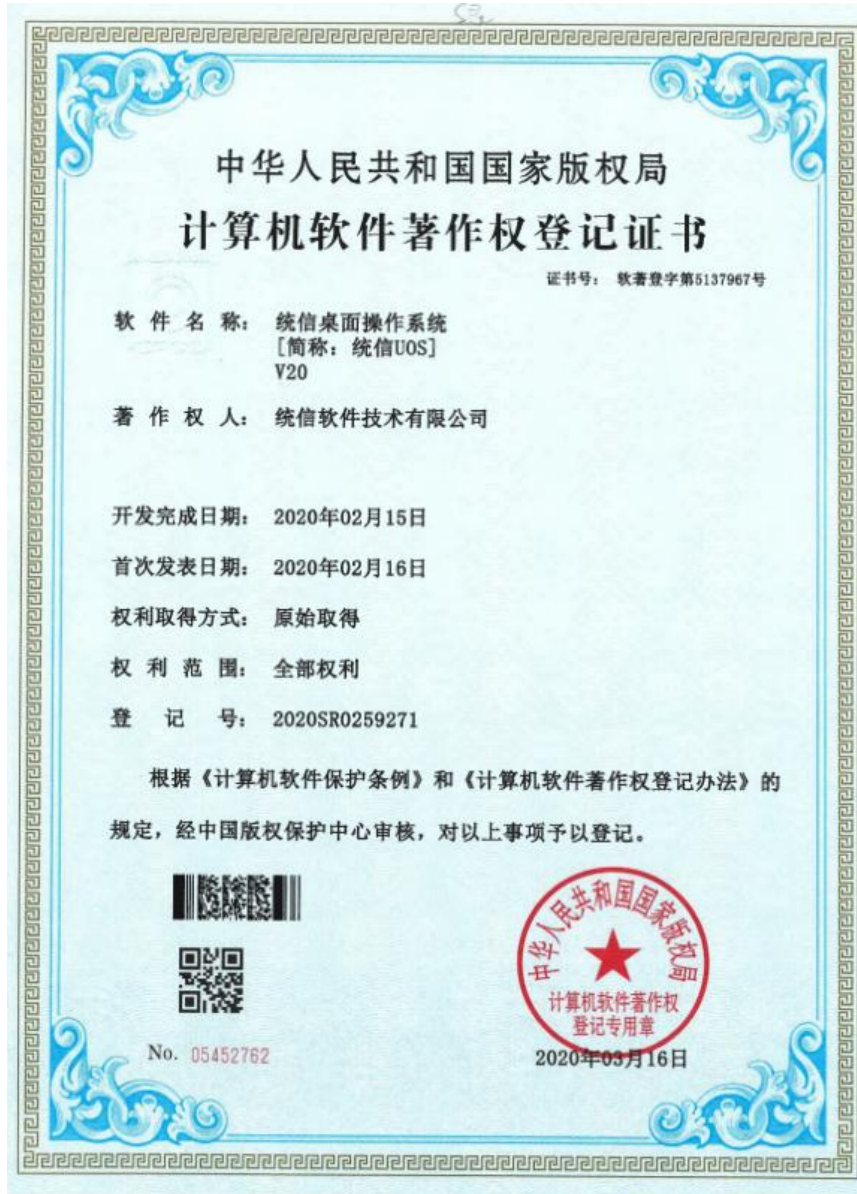 中华人民共和国国家版权局
计算机软件著作权登记证书
证书号： 软著登字第5137967号
软件名称： 统信桌面操作系统
[简称：统信UOS]
V20
著作权人： 统信软件技术有限公司
开发完成日期： 2020年02月15日
首次发表日期： 2020年02月16日
权利取得方式： 原始取得
权利范围： 全部权利
登记号： 2020SR0259271
根据《计算机软件保护条例》和《计算机软件著作权登记办法》的
规定，经中国版权保护中心审核，对以上事项予以登记。
中华人民共和国国家版权局
计算机软件著作权
登记专用章
No. 05452762
2020年03月16日